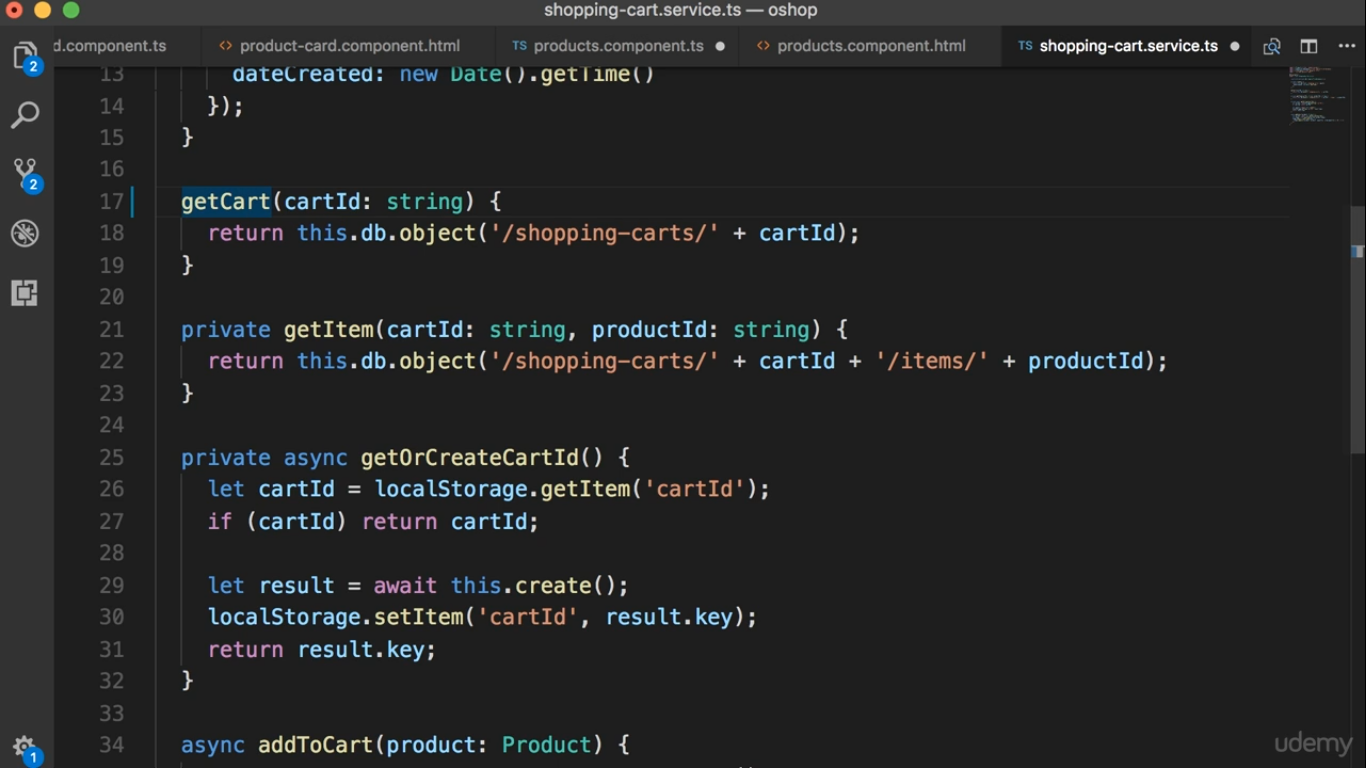 shopping-cart.service.ts — oshop
d.component.ts <> product-card.component.html TS products.component.ts ● <> products.component.html TS shopping-cart.service.ts ●
2
2
1
13 dateCreated: new Date().getTime()
14 });
15 }
16
17 getCart(cartId: string) {
18 return this.db.object('/shopping-carts/' + cartId);
19 }
20
21 private getItem(cartId: string, productId: string) {
22 return this.db.object('/shopping-carts/' + cartId + '/items/' + productId);
23 }
24
25 private async getOrCreateCartId() {
26 let cartId = localStorage.getItem('cartId');
27 if (cartId) return cartId;
28
29 let result = await this.create();
30 localStorage.setItem('cartId', result.key);
31 return result.key;
32 }
33
34 async addToCart(product: Product) {
udemy